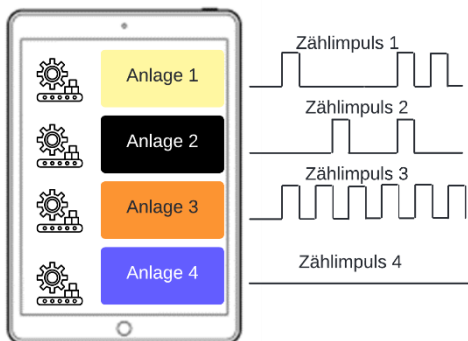 Anlage 1
Zählimpuls 1
Anlage 2
Zählimpuls 2
Anlage 3
Zählimpuls 3
Anlage 4
Zählimpuls 4